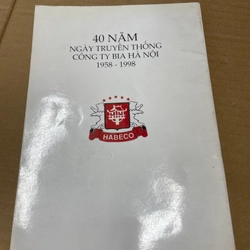 40 NĂM
NGÀY TRUYỀN THỐNG
CÔNG TY BIA HÀ NỘI
1958 - 1998
HABECO